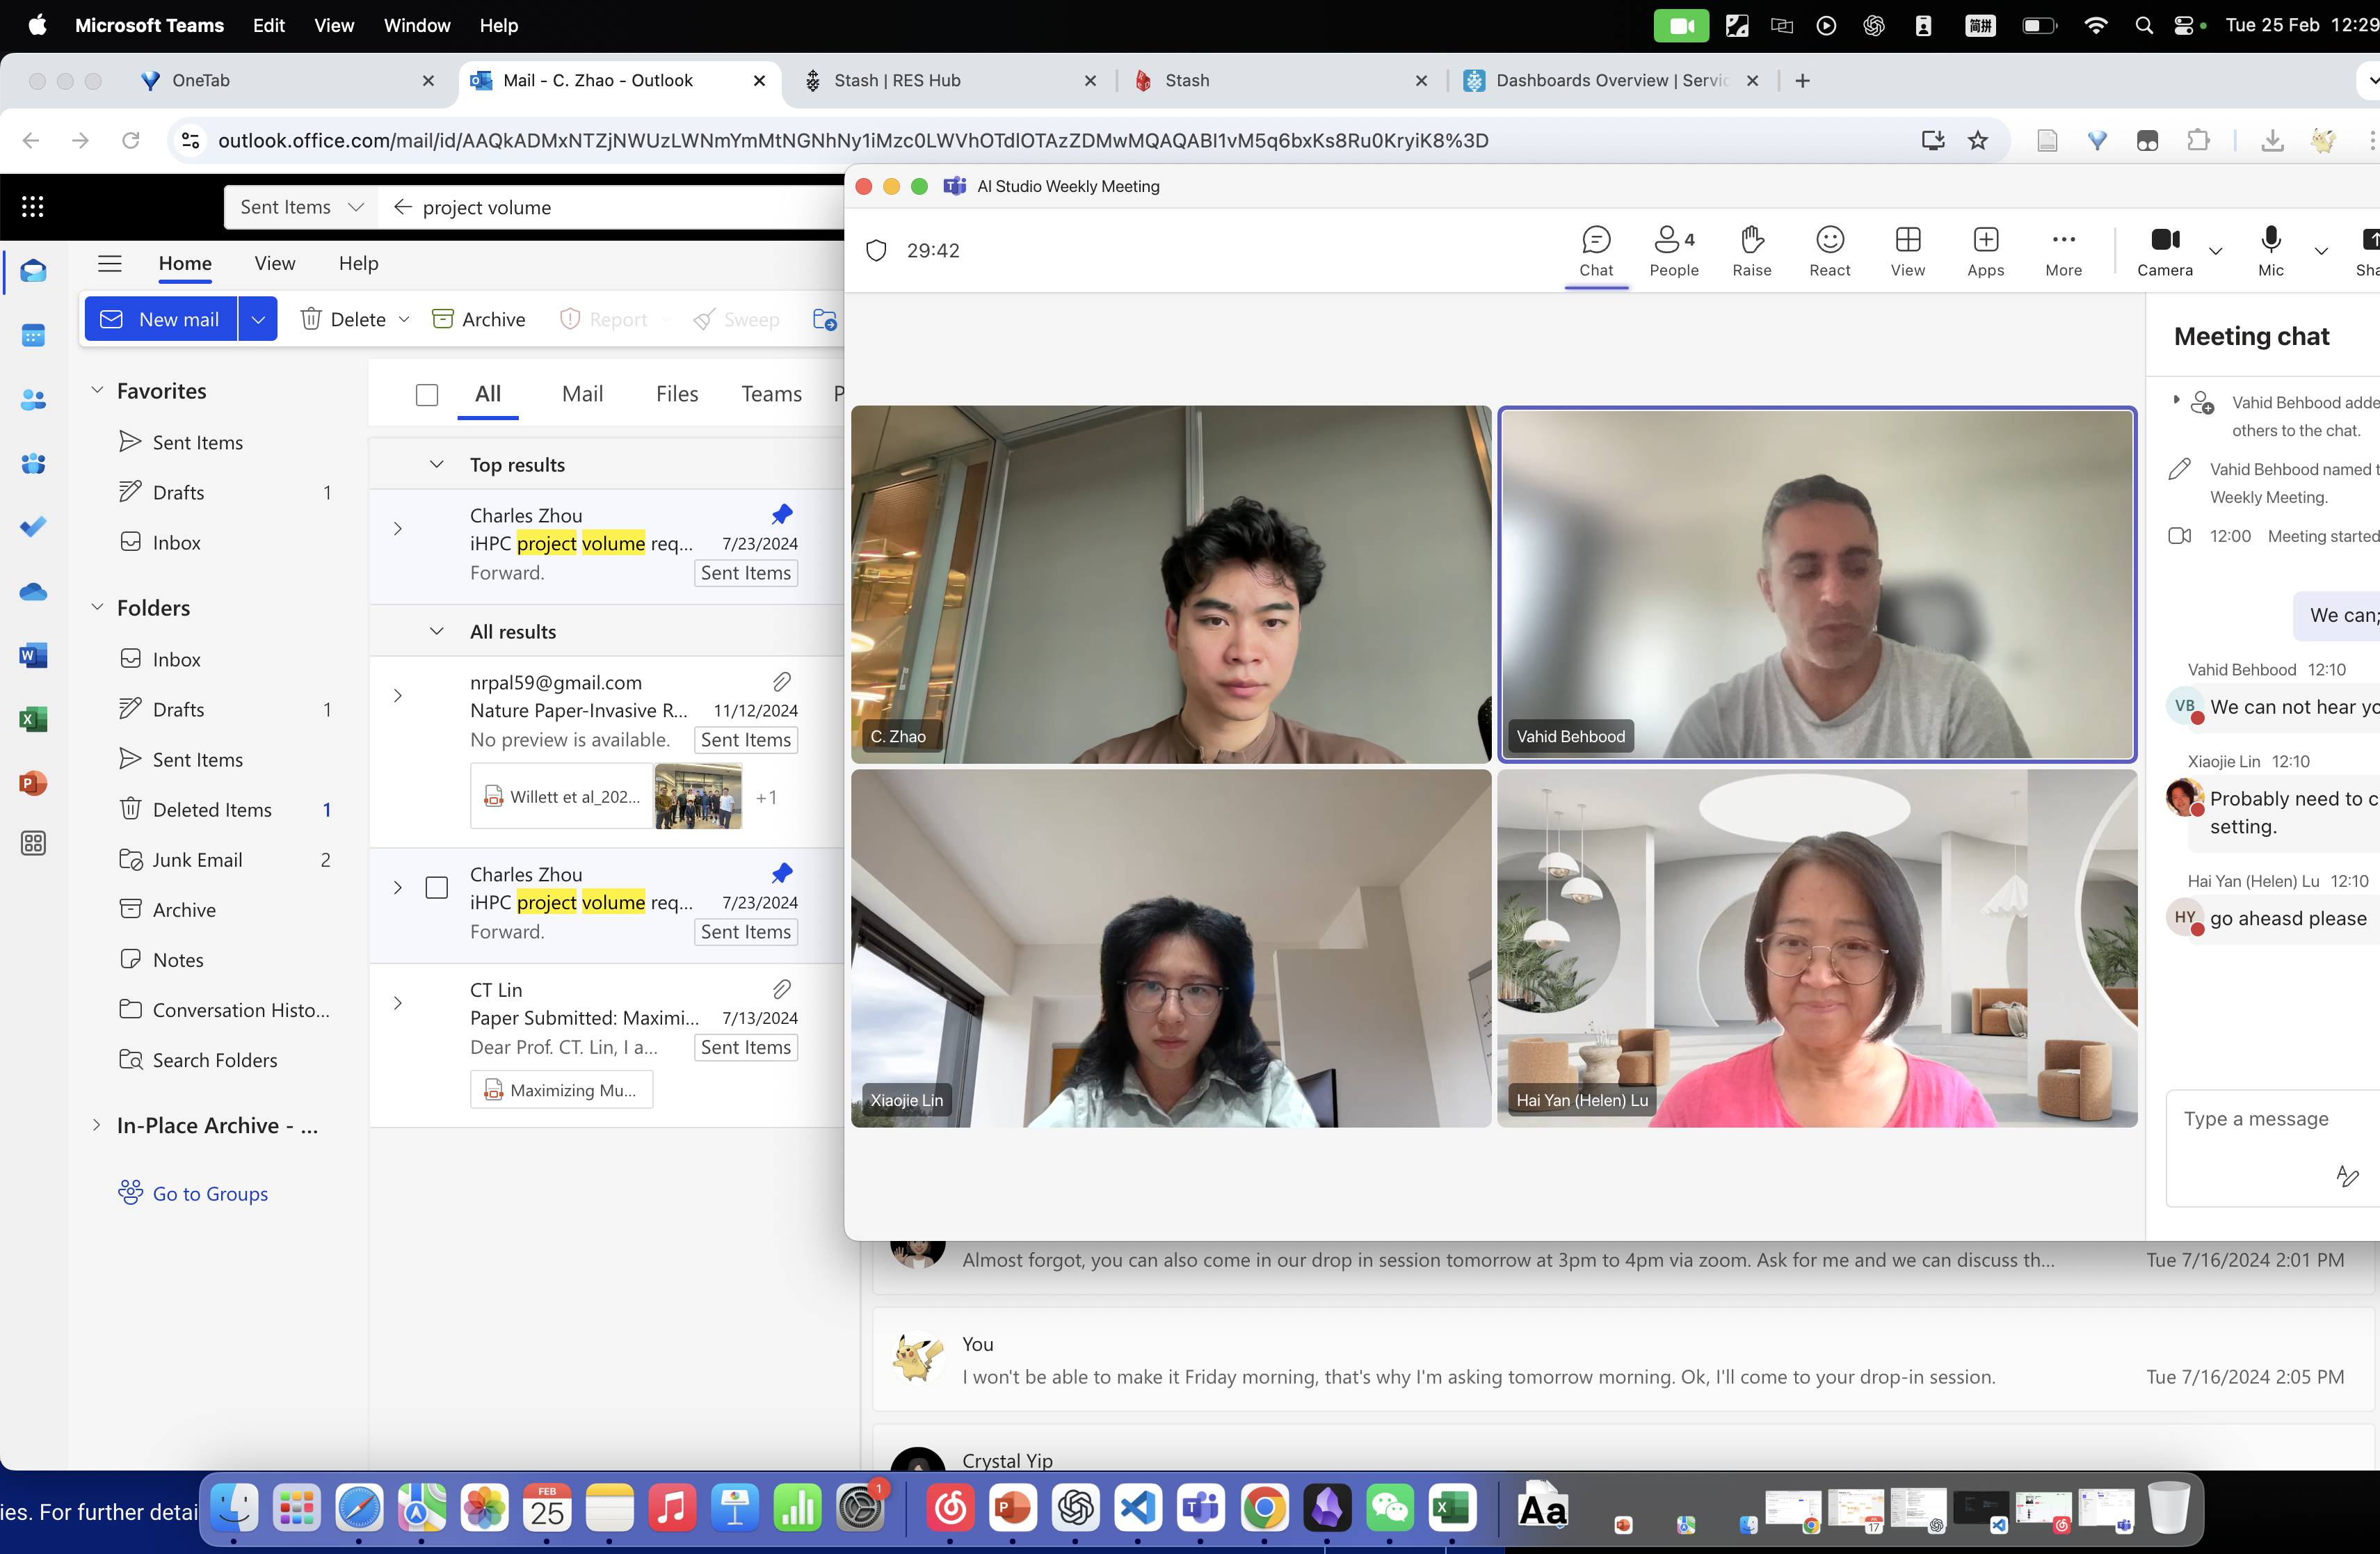 Microsoft Teams Edit View Window Help
简拼 Tue 25 Feb 12:29
OneTab Mail - C. Zhao - Outlook Stash | RES Hub Stash Dashboards Overview | Servic
outlook.office.com/mail/id/AAQkADMxNTZjNWUzLWNmYmMtNGNhNy1iMzc0LWVhOTdlOTAzZDMwMQAQABI1vM5q6bxKs8Ru0KryiK8%3D
Sent Items project volume
Home View Help
New mail Delete Archive Report Sweep
Favorites
Sent Items
Drafts 1
Inbox
Folders
Inbox
Drafts 1
Sent Items
Deleted Items 1
Junk Email 2
Archive
Notes
Conversation Histo...
Search Folders
In-Place Archive - ...
Go to Groups
All Mail Files Teams P
Top results
Charles Zhou
iHPC project volume req... 7/23/2024
Forward. Sent Items
All results
nrpal59@gmail.com
Nature Paper-Invasive R... 11/12/2024
No preview is available. Sent Items
Willett et al_202... +1
Charles Zhou
iHPC project volume req... 7/23/2024
Forward. Sent Items
CT Lin
Paper Submitted: Maximi... 7/13/2024
Dear Prof. CT. Lin, I a... Sent Items
Maximizing Mu...
AI Studio Weekly Meeting
29:42
4
Chat People Raise React View Apps More Camera Mic Sha
C. Zhao
Vahid Behbood
Xiaojie Lin
Hai Yan (Helen) Lu
Meeting chat
Vahid Behbood adde
others to the chat.
Vahid Behbood named t
Weekly Meeting.
12:00 Meeting started
We can;
Vahid Behbood 12:10
VB We can not hear yo
Xiaojie Lin 12:10
Probably need to c
setting.
Hai Yan (Helen) Lu 12:10
HY go aheasd please
Type a message
Almost forgot, you can also come in our drop in session tomorrow at 3pm to 4pm via zoom. Ask for me and we can discuss th... Tue 7/16/2024 2:01 PM
You
I won't be able to make it Friday morning, that's why I'm asking tomorrow morning. Ok, I'll come to your drop-in session. Tue 7/16/2024 2:05 PM
Crystal Yip
ies. For further detai
FEB
25
1
Aa
17